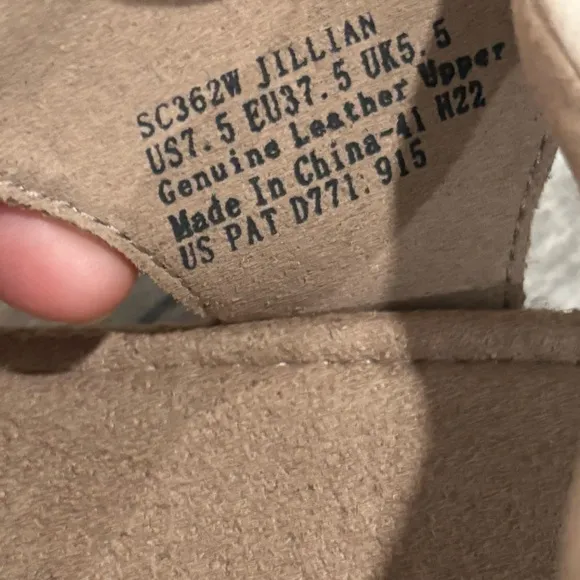 SC362W JILLIAN
US7.5 EU37.5 UK5.5
Genuine Leather Upper
Made In China-41 H22
US PAT D771.915